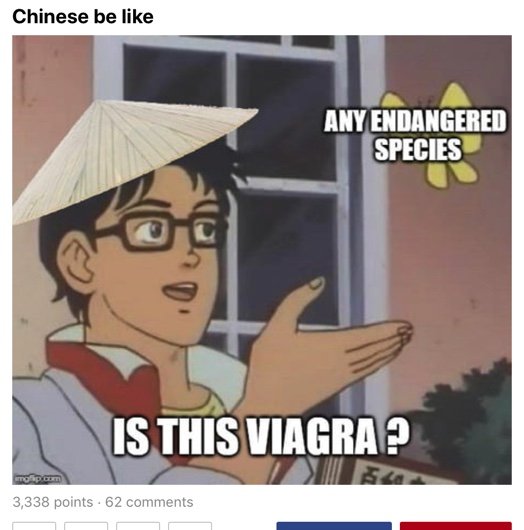 Chinese be like
ANY ENDANGERED
SPECIES
IS THIS VIAGRA ?
imgflip.com
3,338 points · 62 comments